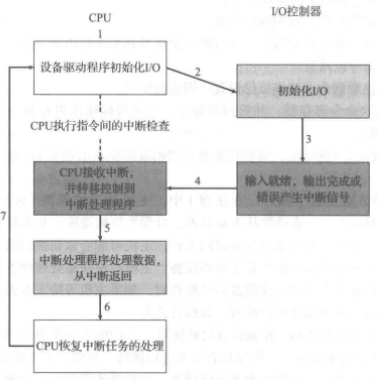 CPU
I/O控制器
1
设备驱动程序初始化I/O
2
初始化I/O
CPU执行指令间的中断检查
3
CPU接收中断,
并转移控制到
中断处理程序
4
输入就绪,输出完成或
错误产生中断信号
7
5
中断处理程序处理数据,
从中断返回
6
CPU恢复中断任务的处理